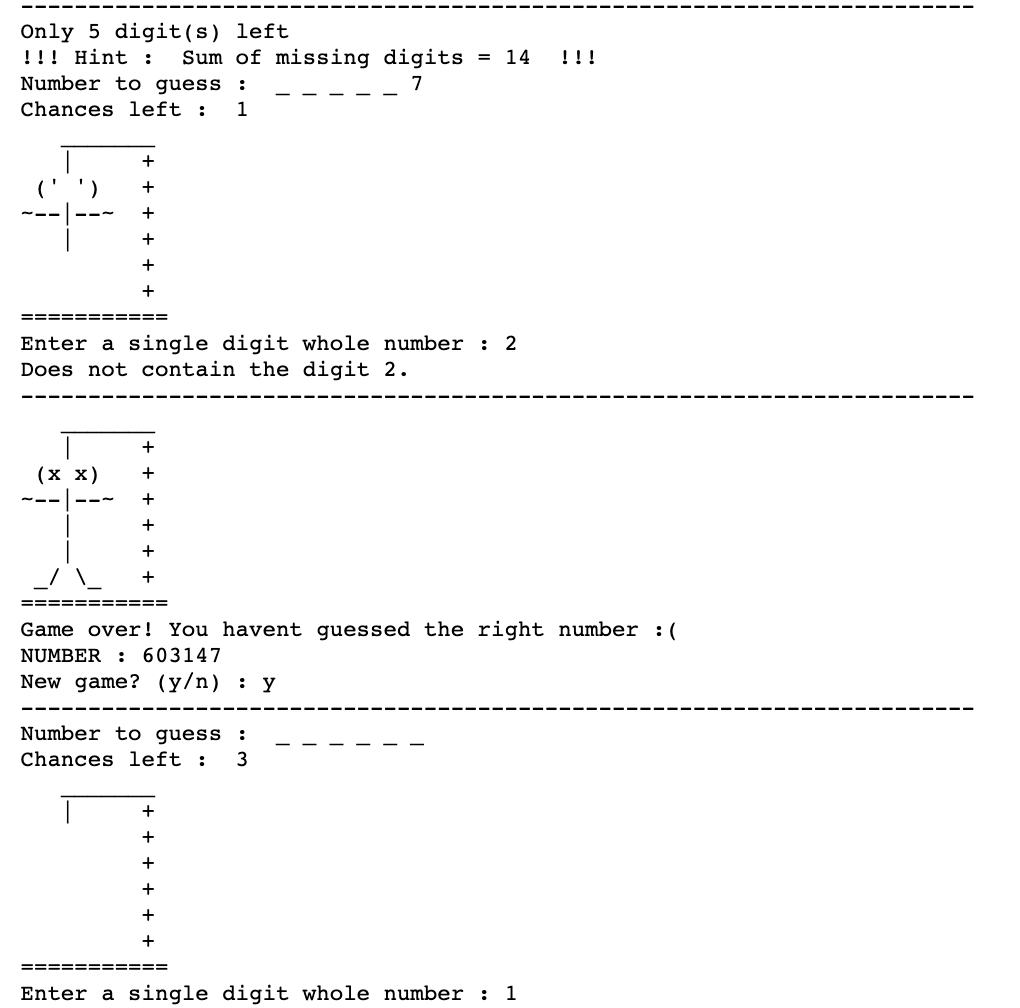 ------------------------------------------------------------------------
Only 5 digit(s) left
!!! Hint :  Sum of missing digits = 14  !!!
Number to guess :  _ _ _ _ _ 7
Chances left :  1
   _______
   |     +
 (' ')   +
~--|--~  +
   |     +
         +
         +
===========
Enter a single digit whole number : 2
Does not contain the digit 2.
------------------------------------------------------------------------
   _______
   |     +
 (x x)   +
~--|--~  +
   |     +
   |     +
 _/ \_   +
===========
Game over! You havent guessed the right number :(
NUMBER : 603147
New game? (y/n) : y
------------------------------------------------------------------------
Number to guess :  _ _ _ _ _ _
Chances left :  3
   _______
   |     +
         +
         +
         +
         +
         +
===========
Enter a single digit whole number : 1